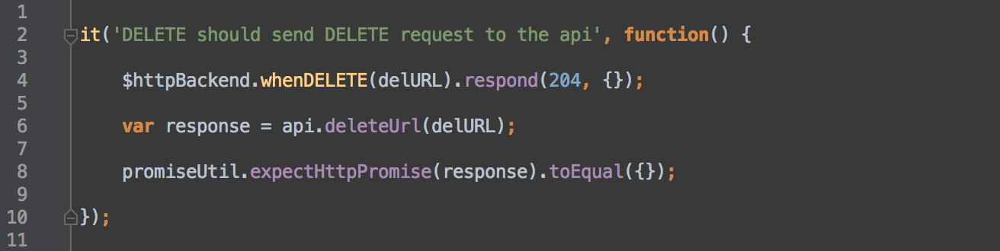 1
2 it('DELETE should send DELETE request to the api', function() {
3
4 $httpBackend.whenDELETE(delURL).respond(204, {});
5
6 var response = api.deleteUrl(delURL);
7
8 promiseUtil.expectHttpPromise(response).toEqual({});
9
10 });
11